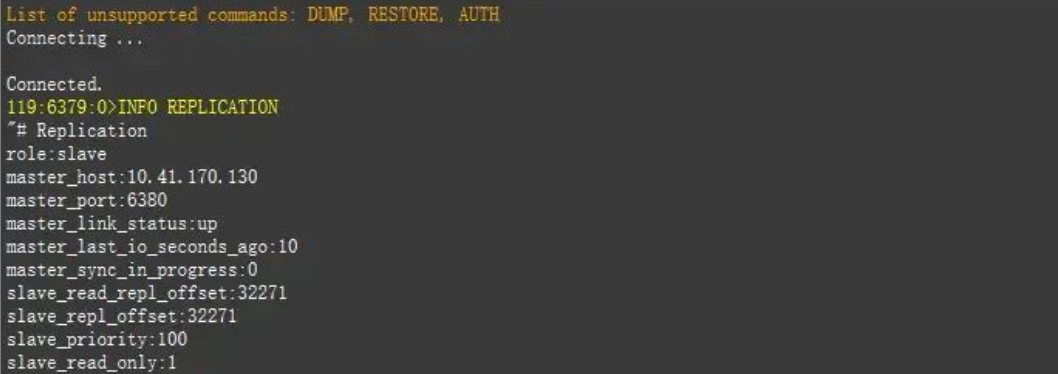 List of unsupported commands: DUMP, RESTORE, AUTH
Connecting ...
Connected.
119:6379:0>INFO REPLICATION
"# Replication
role:slave
master_host:10.41.170.130
master_port:6380
master_link_status:up
master_last_io_seconds_ago:10
master_sync_in_progress:0
slave_read_repl_offset:32271
slave_repl_offset:32271
slave_priority:100
slave_read_only:1